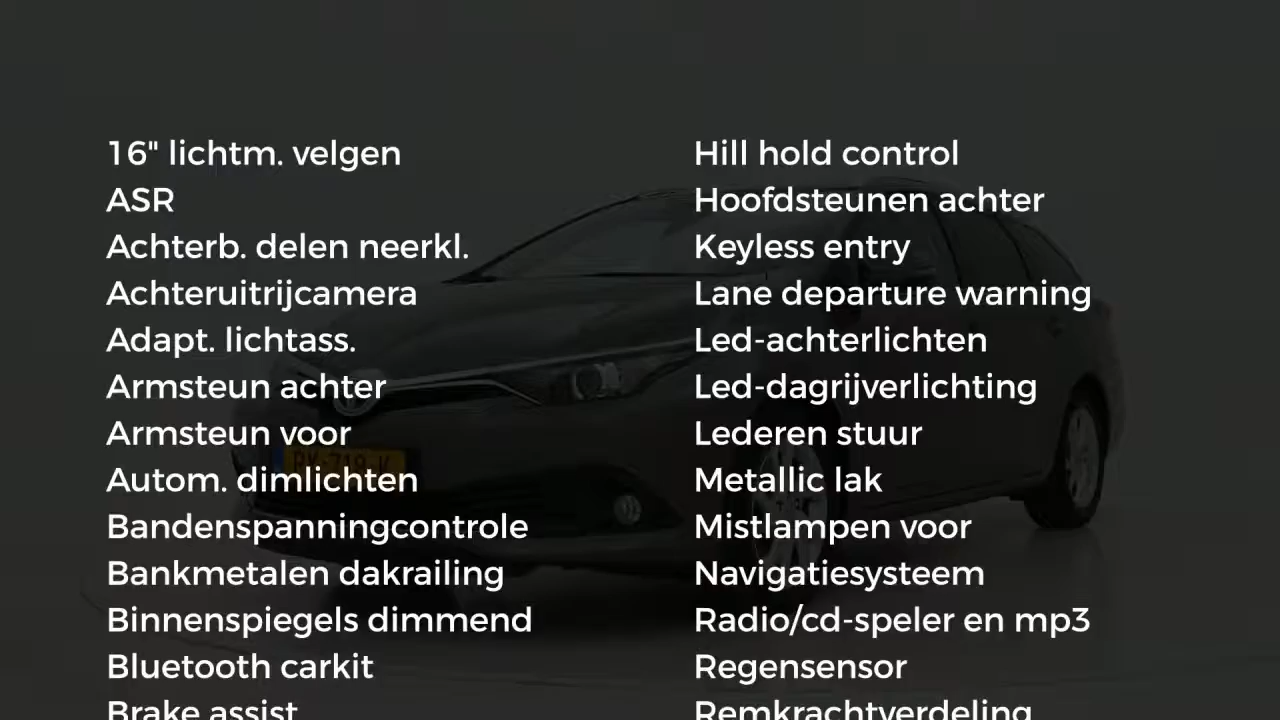 16" lichtm. velgen
ASR
Achterb. delen neerkl.
Achteruitrijcamera
Adapt. lichtass.
Armsteun achter
Armsteun voor
Autom. dimlichten
Bandenspanningcontrole
Bankmetalen dakrailing
Binnenspiegels dimmend
Bluetooth carkit
Brake assist
Hill hold control
Hoofdsteunen achter
Keyless entry
Lane departure warning
Led-achterlichten
Led-dagrijverlichting
Lederen stuur
Metallic lak
Mistlampen voor
Navigatiesysteem
Radio/cd-speler en mp3
Regensensor
Remkrachtverdeling